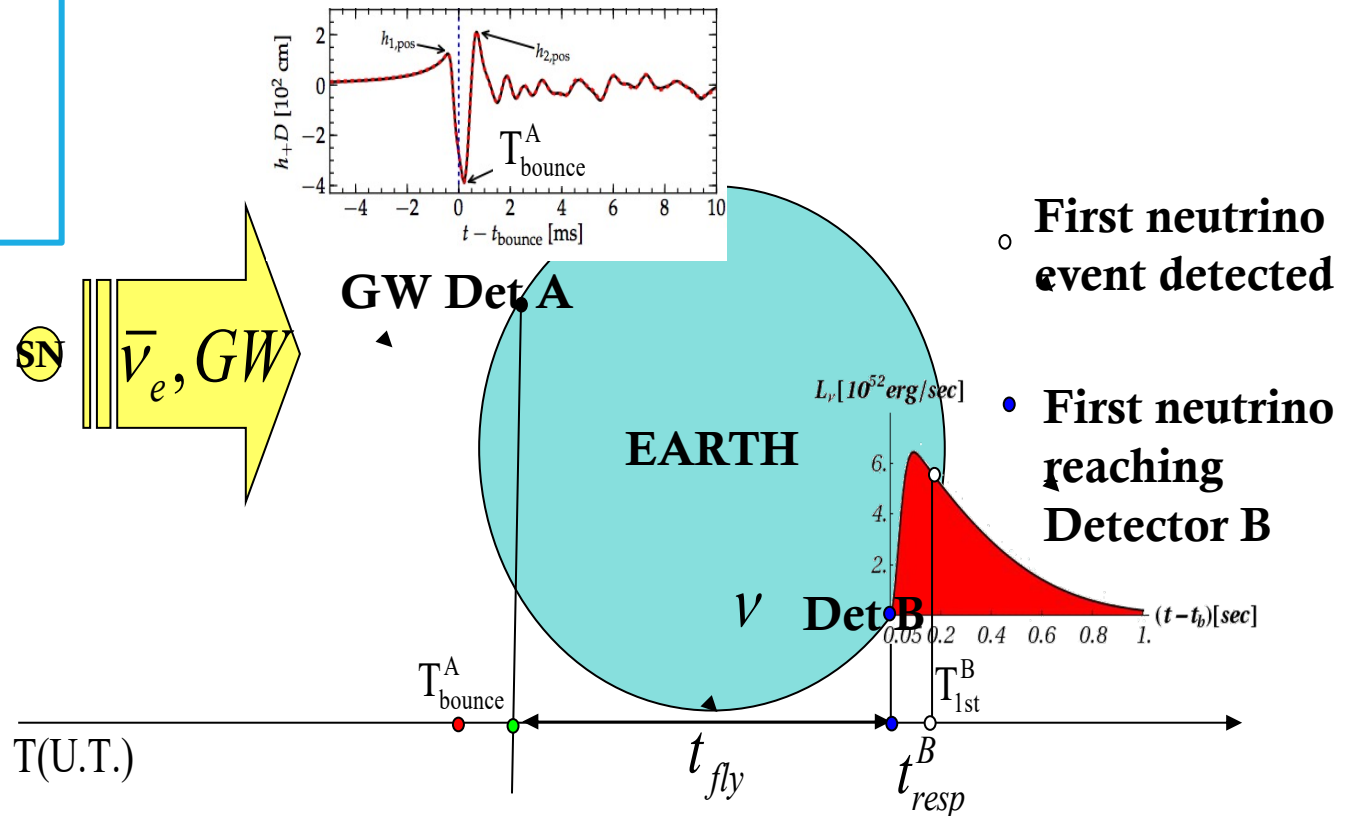 h₊D [10² cm]
2
0
−2
−4
h₁,pos
h₂,pos
T^A_bounce
−4 −2 0 2 4 6 8 10
t − t_bounce [ms]
First neutrino
event detected
GW Det A
SN
ν̄_e, GW
L_ν[10^52 erg/sec]
First neutrino
reaching
Detector B
EARTH
6.
4.
2.
ν
Det B
0.05 0.2 0.4 0.6 0.8 1.
(t−t_b)[sec]
T^A_bounce
T^B_1st
T(U.T.)
t_fly
t^B_resp